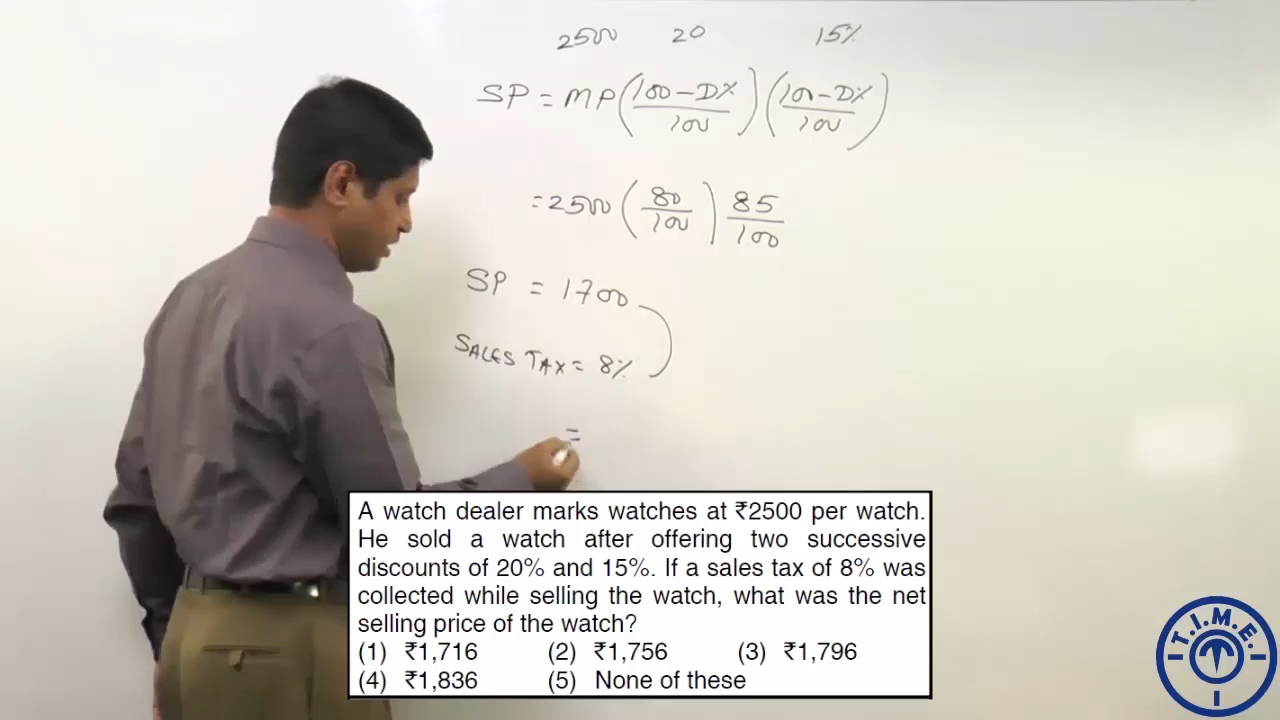 2500 20 15%
SP = MP (100 - D% / 100) (100 - D% / 100)
= 2500 (80 / 100) 85 / 100
SP = 1700
SALES TAX = 8%
=
A watch dealer marks watches at ₹2500 per watch.
He sold a watch after offering two successive
discounts of 20% and 15%. If a sales tax of 8% was
collected while selling the watch, what was the net
selling price of the watch?
(1) ₹1,716 (2) ₹1,756 (3) ₹1,796
(4) ₹1,836 (5) None of these
T.I.M.E.